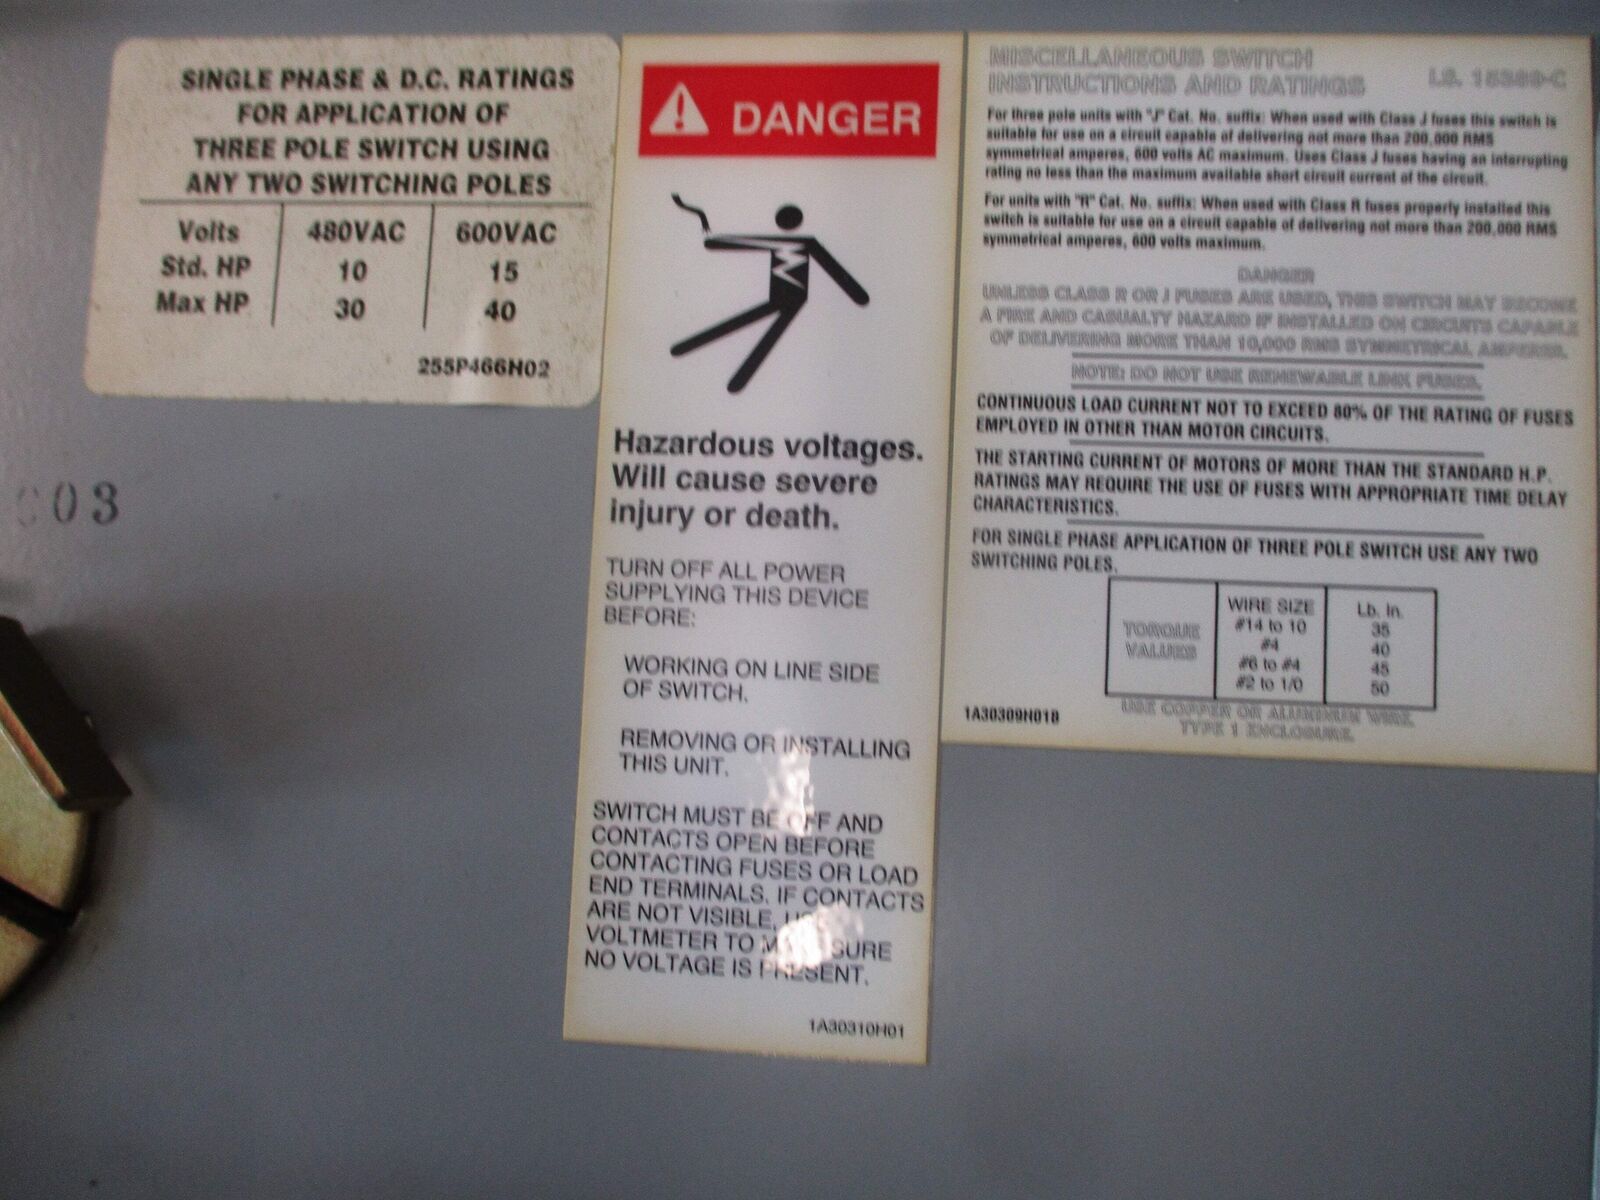 SINGLE PHASE & D.C. RATINGS
FOR APPLICATION OF
THREE POLE SWITCH USING
ANY TWO SWITCHING POLES
Volts 480VAC 600VAC
Std. HP 10 15
Max HP 30 40
255P466H02
03
DANGER
Hazardous voltages.
Will cause severe
injury or death.
TURN OFF ALL POWER
SUPPLYING THIS DEVICE
BEFORE:
WORKING ON LINE SIDE
OF SWITCH.
REMOVING OR INSTALLING
THIS UNIT.
SWITCH MUST BE OFF AND
CONTACTS OPEN BEFORE
CONTACTING FUSES OR LOAD
END TERMINALS. IF CONTACTS
ARE NOT VISIBLE, USE
VOLTMETER TO MAKE SURE
NO VOLTAGE IS PRESENT.
1A30310H01
MISCELLANEOUS SWITCH
INSTRUCTIONS AND RATINGS I.S.
For three pole units with "J" Cat. No. suffix: When used with Class J fuses this switch is
suitable for use on a circuit capable of delivering not more than 200,000 RMS
symmetrical amperes, 600 volts AC maximum. Uses Class J fuses having an interrupting
rating no less than the maximum available short circuit current of the circuit.
For units with "R" Cat. No. suffix: When used with Class R fuses properly installed this
switch is suitable for use on a circuit capable of delivering not more than 200,000 RMS
symmetrical amperes, 600 volts maximum.
DANGER
UNLESS CLASS R OR J FUSES ARE USED, THIS SWITCH MAY BECOME
A FIRE AND CASUALTY HAZARD IF INSTALLED ON CIRCUITS CAPABLE
OF DELIVERING MORE THAN 10,000 RMS SYMMETRICAL AMPERES.
NOTE: DO NOT USE RENEWABLE LINK FUSES.
CONTINUOUS LOAD CURRENT NOT TO EXCEED 80% OF THE RATING OF FUSES
EMPLOYED IN OTHER THAN MOTOR CIRCUITS.
THE STARTING CURRENT OF MOTORS OF MORE THAN THE STANDARD H.P.
RATINGS MAY REQUIRE THE USE OF FUSES WITH APPROPRIATE TIME DELAY
CHARACTERISTICS.
FOR SINGLE PHASE APPLICATION OF THREE POLE SWITCH USE ANY TWO
SWITCHING POLES.
TORQUE VALUES
WIRE SIZE Lb. In.
#14 to 10 35
#4 40
#6 to #4 45
#2 to 1/0 50
1A30309H018
USE COPPER OR ALUMINUM WIRE.
TYPE 1 ENCLOSURE.